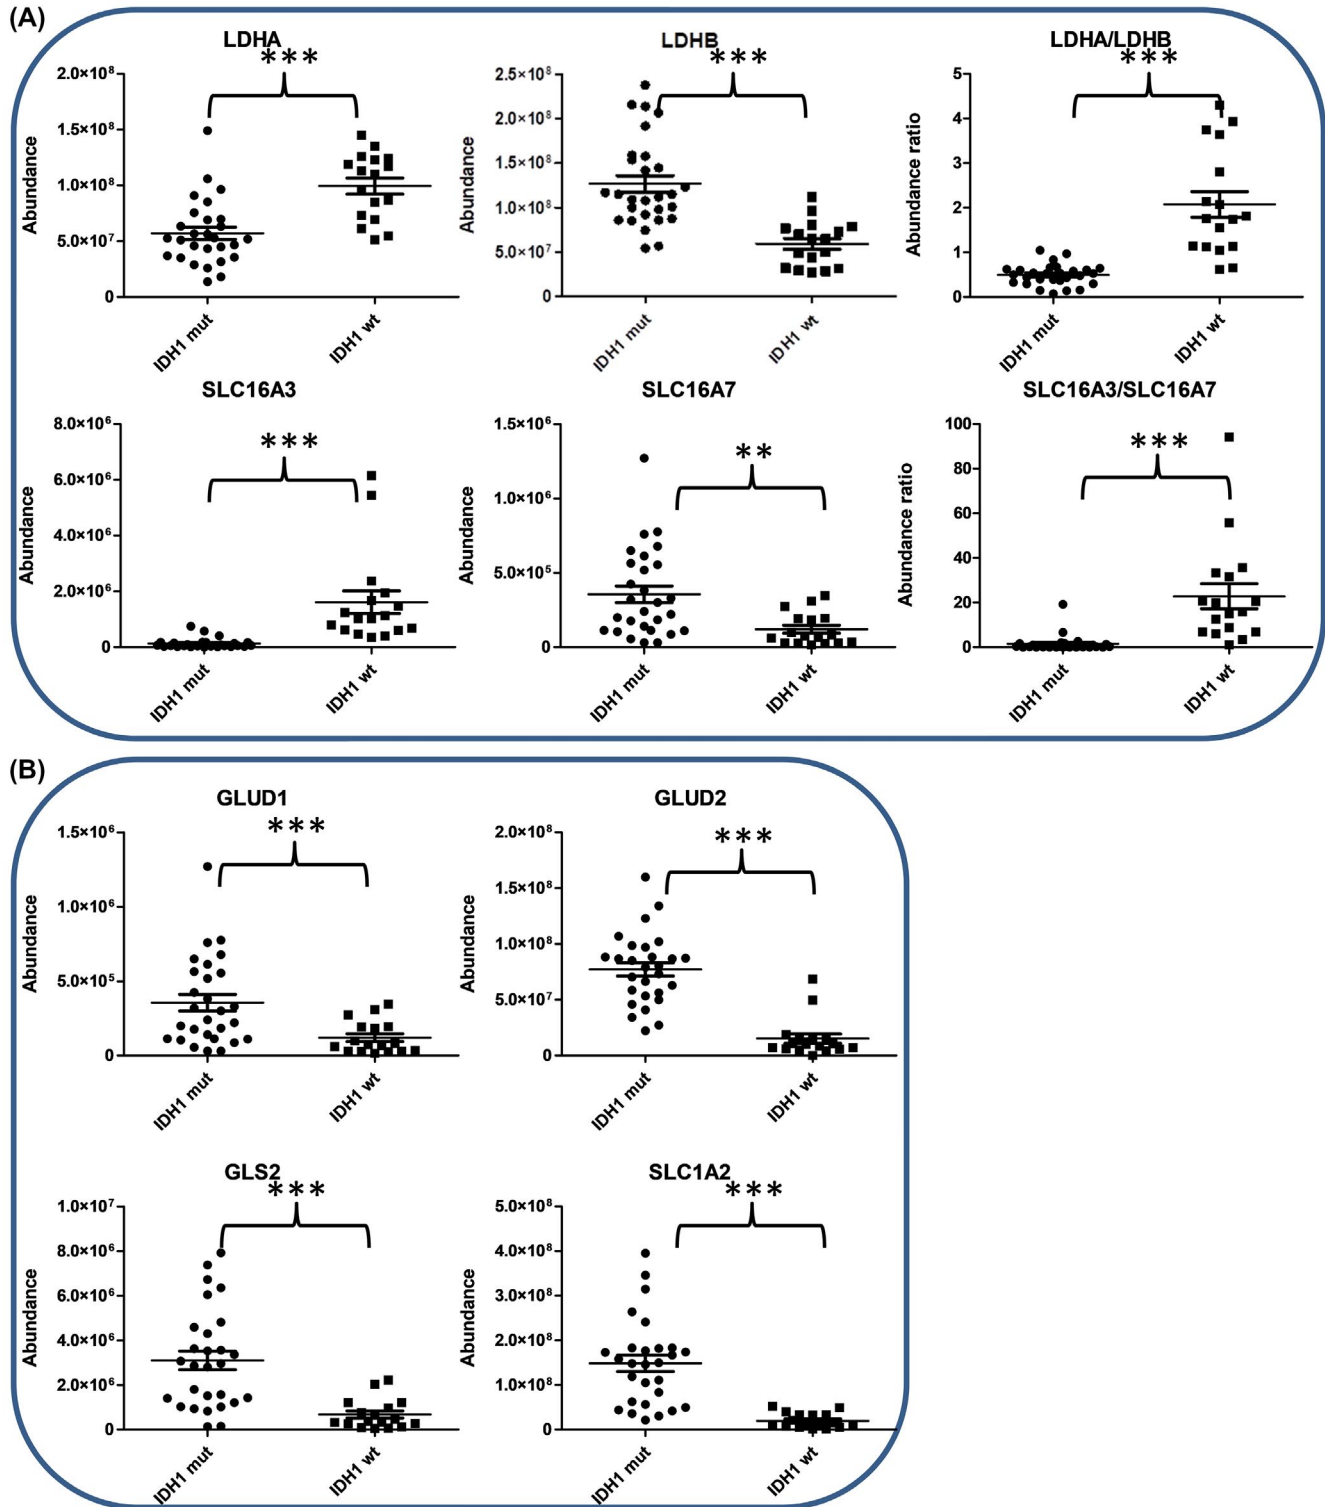 (A)
LDHA
***
Abundance
2.0×10⁸
1.5×10⁸
1.0×10⁸
5.0×10⁷
0
IDH1 mut
IDH1 wt
LDHB
***
Abundance
2.5×10⁸
2.0×10⁸
1.5×10⁸
1.0×10⁸
5.0×10⁷
0
IDH1 mut
IDH1 wt
LDHA/LDHB
***
Abundance ratio
5
4
3
2
1
0
IDH1 mut
IDH1 wt
SLC16A3
***
Abundance
8.0×10⁶
6.0×10⁶
4.0×10⁶
2.0×10⁶
0
IDH1 mut
IDH1 wt
SLC16A7
**
Abundance
1.5×10⁶
1.0×10⁶
5.0×10⁵
0
IDH1 mut
IDH1 wt
SLC16A3/SLC16A7
***
Abundance ratio
100
80
60
40
20
0
IDH1 mut
IDH1 wt
(B)
GLUD1
***
Abundance
1.5×10⁶
1.0×10⁶
5.0×10⁵
0
IDH1 mut
IDH1 wt
GLUD2
***
Abundance
2.0×10⁸
1.5×10⁸
1.0×10⁸
5.0×10⁷
0
IDH1 mut
IDH1 wt
GLS2
***
Abundance
1.0×10⁷
8.0×10⁶
6.0×10⁶
4.0×10⁶
2.0×10⁶
0
IDH1 mut
IDH1 wt
SLC1A2
***
Abundance
5.0×10⁸
4.0×10⁸
3.0×10⁸
2.0×10⁸
1.0×10⁸
0
IDH1 mut
IDH1 wt